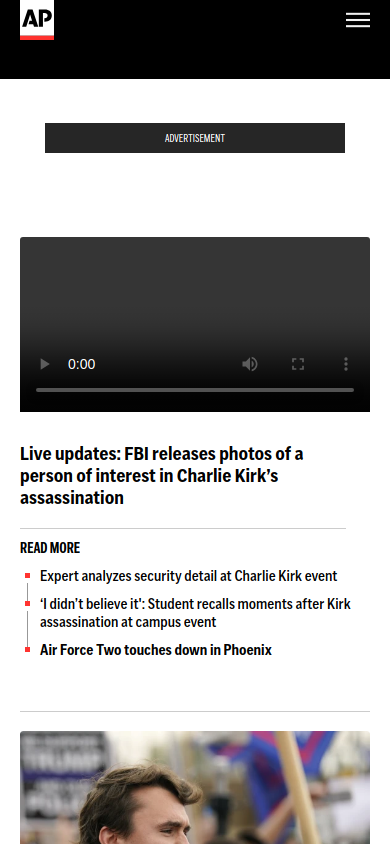 AP
ADVERTISEMENT
0:00
Live updates: FBI releases photos of a
person of interest in Charlie Kirk’s
assassination
READ MORE
Expert analyzes security detail at Charlie Kirk event
‘I didn’t believe it’: Student recalls moments after Kirk
assassination at campus event
Air Force Two touches down in Phoenix
TRUMP